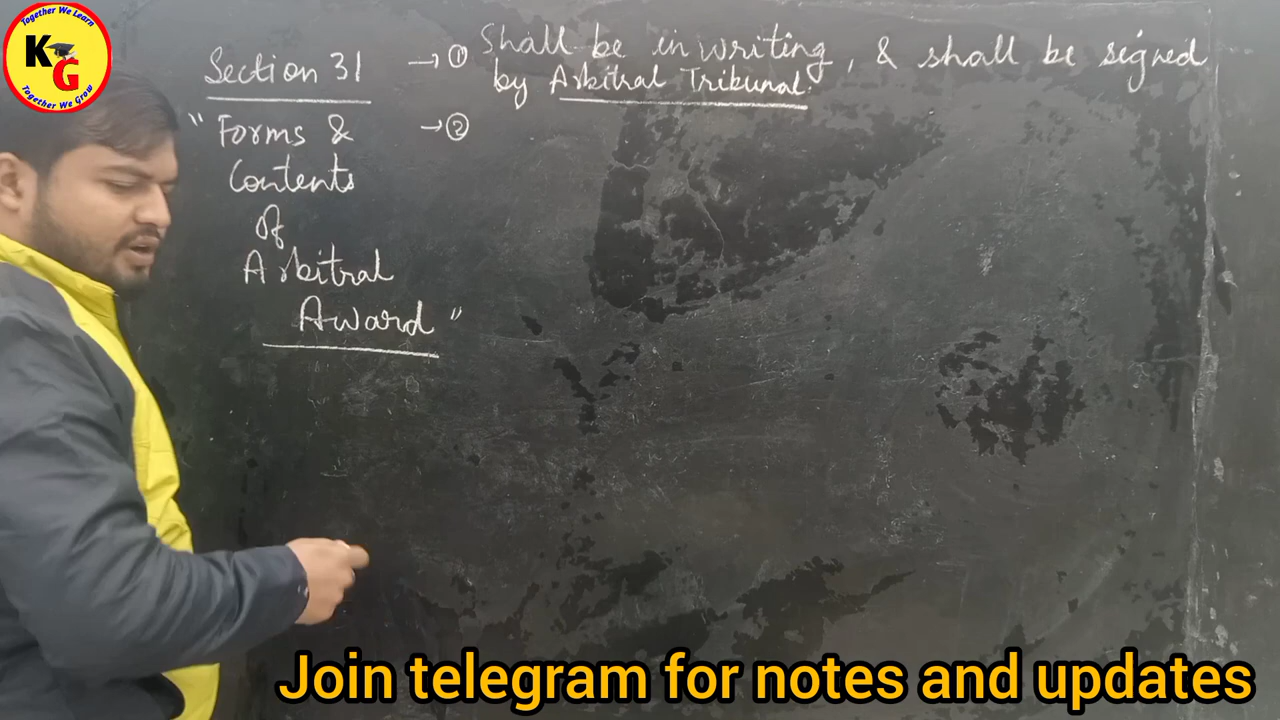 Together We Learn
KG
Together We Grow
Section 31 → ① Shall be in writing, & shall be signed
by Arbitral Tribunal.
"Forms & → ②
Contents
of
Arbitral
Award"
Join telegram for notes and updates